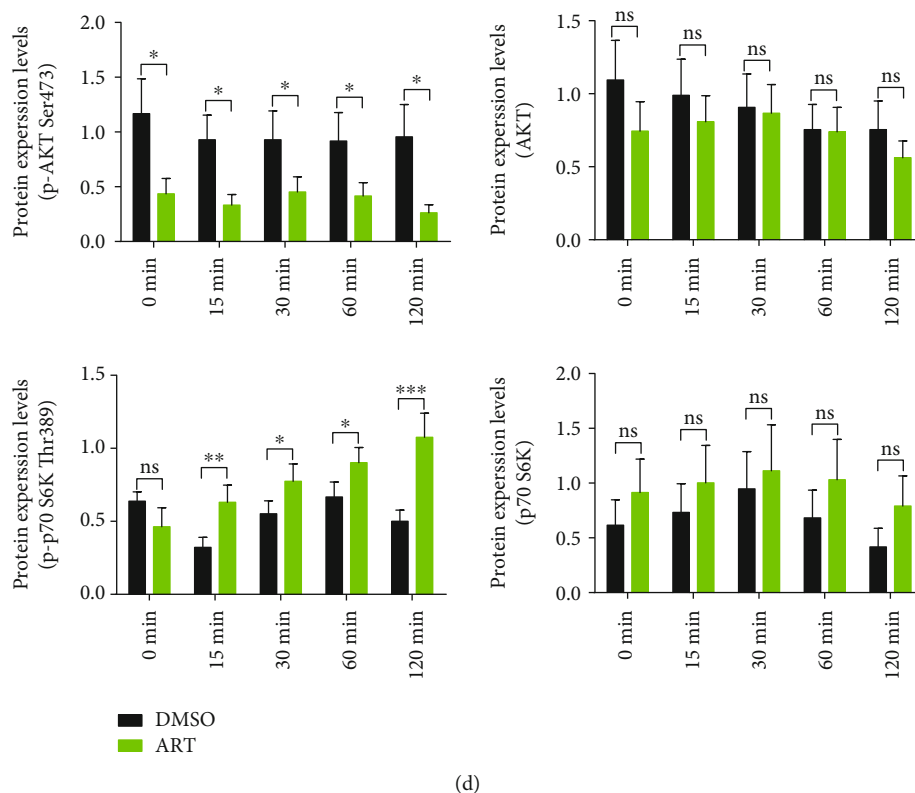 Protein experssion levels
(p-AKT Ser473)
2.0
1.5
1.0
0.5
0.0
*
*
*
*
*
0 min
15 min
30 min
60 min
120 min
Protein experssion levels
(AKT)
1.5
1.0
0.5
0.0
ns
ns
ns
ns
ns
0 min
15 min
30 min
60 min
120 min
Protein experssion levels
(p-p70 S6K Thr389)
1.5
1.0
0.5
0.0
ns
**
*
*
***
0 min
15 min
30 min
60 min
120 min
Protein experssion levels
(p70 S6K)
2.0
1.5
1.0
0.5
0.0
ns
ns
ns
ns
ns
0 min
15 min
30 min
60 min
120 min
DMSO
ART
(d)